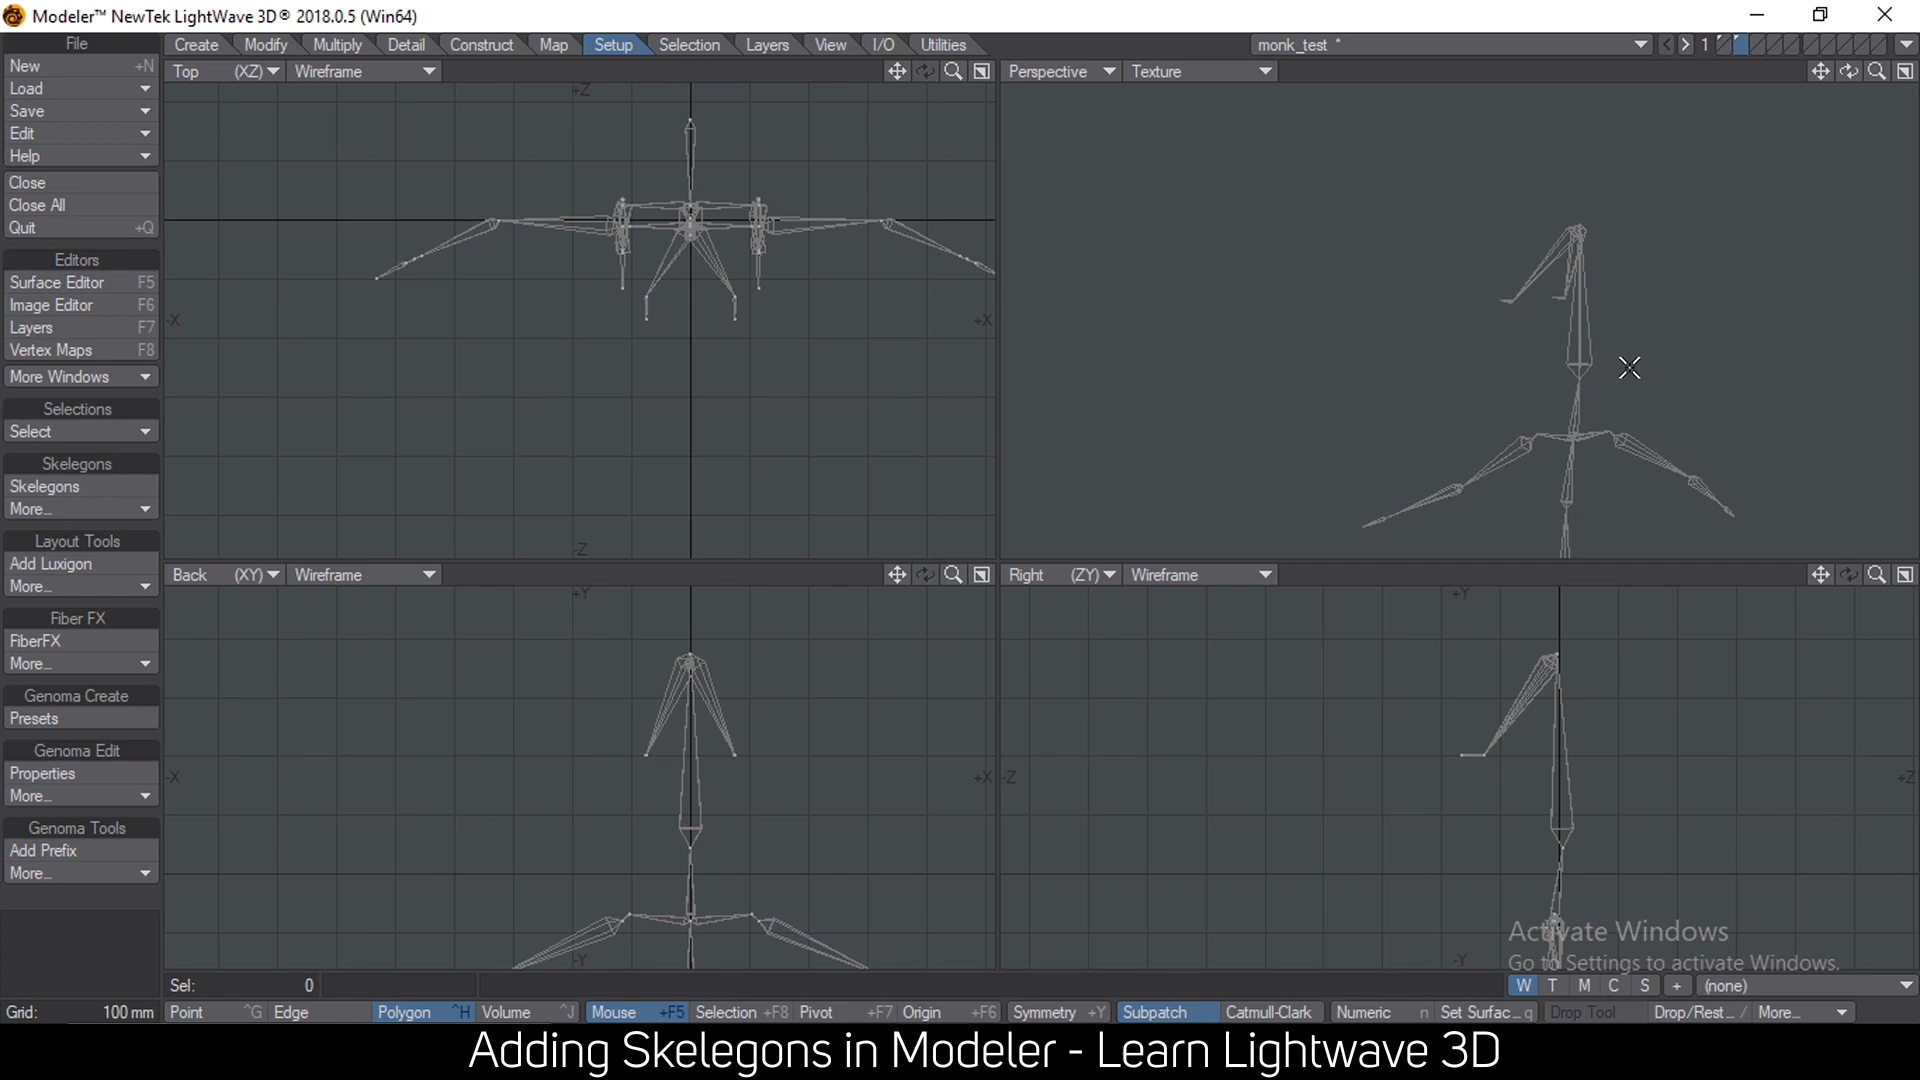 Modeler™ NewTek LightWave 3D® 2018.0.5 (Win64)
File Create Modify Multiply Detail Construct Map Setup Selection Layers View I/O Utilities monk_test * 1
New +N
Load
Save
Edit
Help
Close
Close All
Quit +Q
Editors
Surface Editor F5
Image Editor F6
Layers F7
Vertex Maps F8
More Windows
Selections
Select
Skelegons
Skelegons
More...
Layout Tools
Add Luxigon
More...
Fiber FX
FiberFX
More...
Genoma Create
Presets
Genoma Edit
Properties
More...
Genoma Tools
Add Prefix
More...
Top (XZ) Wireframe
+Z
-X +X
-Z
Perspective Texture
Back (XY) Wireframe
+Y
-X +X
-Y
Right (ZY) Wireframe
+Y
-Z +Z
-Y
Activate Windows
Go to Settings to activate Windows.
Sel: 0
W T M C S + (none)
Grid: 100 mm Point ^G Edge Polygon ^H Volume ^J Mouse +F5 Selection +F8 Pivot +F7 Origin +F6 Symmetry +Y Subpatch Catmull-Clark Numeric n Set Surfac... q Drop Tool Drop/Rest... / More...
Adding Skelegons in Modeler - Learn Lightwave 3D